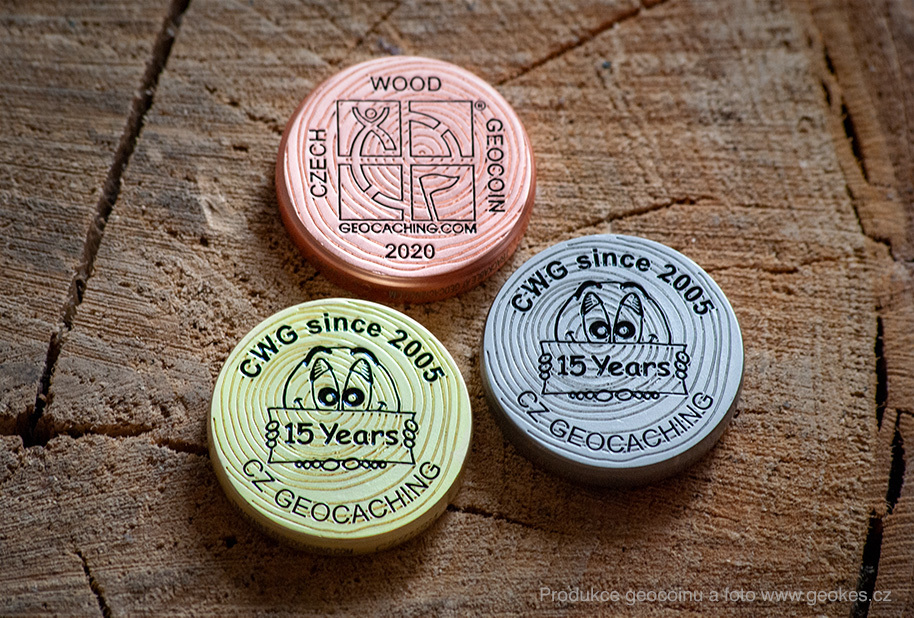 WOOD
CZECH
GEOCOIN
®
GEOCACHING.COM
2020
CWG since 2005
15 Years
CZ GEOCACHING
CWG since 2005
15 Years
CZ GEOCACHING
Produkce geocoinu a foto www.geokes.cz